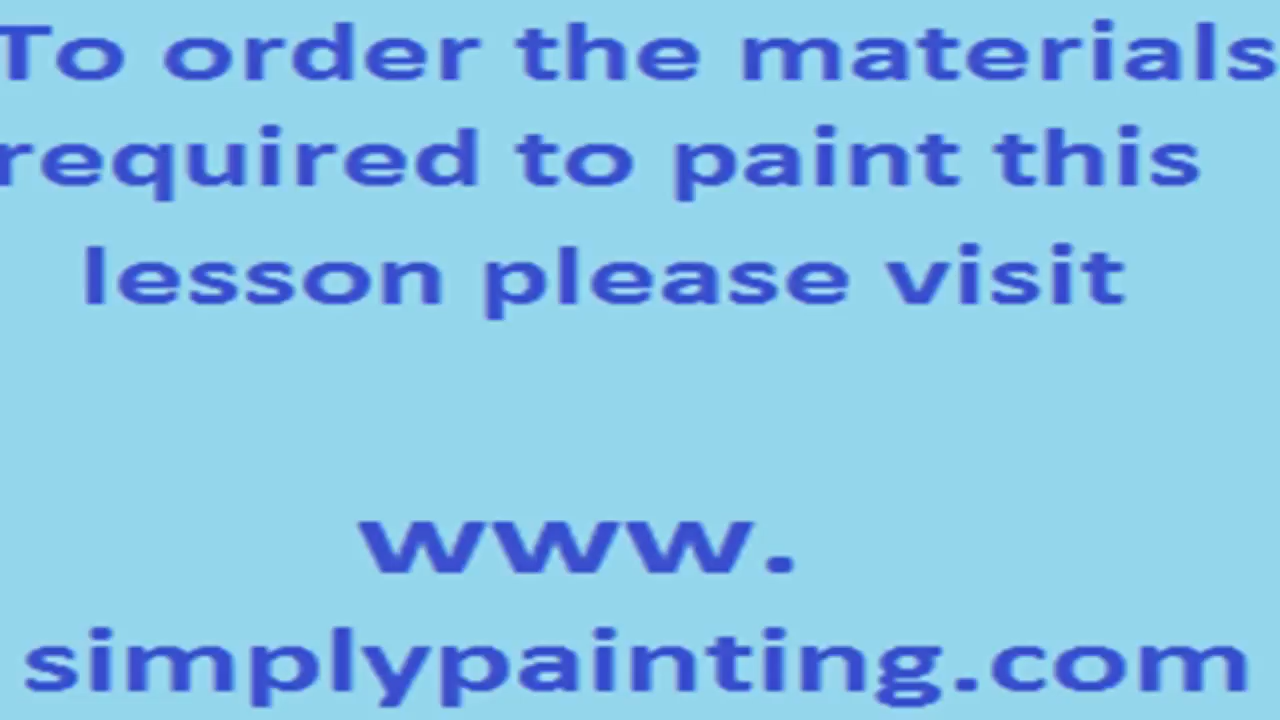 To order the materials
required to paint this
lesson please visit
www.
simplypainting.com